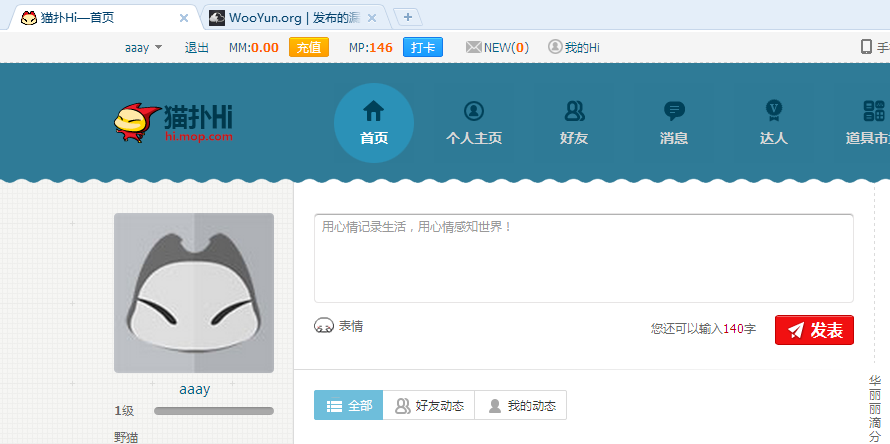 猫扑Hi—首页 WooYun.org | 发布的漏
aaay 退出 MM:0.00 充值 MP:146 打卡 NEW(0) 我的Hi 手
猫扑Hi
hi.mop.com
首页 个人主页 好友 消息 达人 道具市
用心情记录生活，用心情感知世界！
表情 您还可以输入140字 发表
aaay
1级
野猫
全部 好友动态 我的动态
华
丽
丽
滴
分